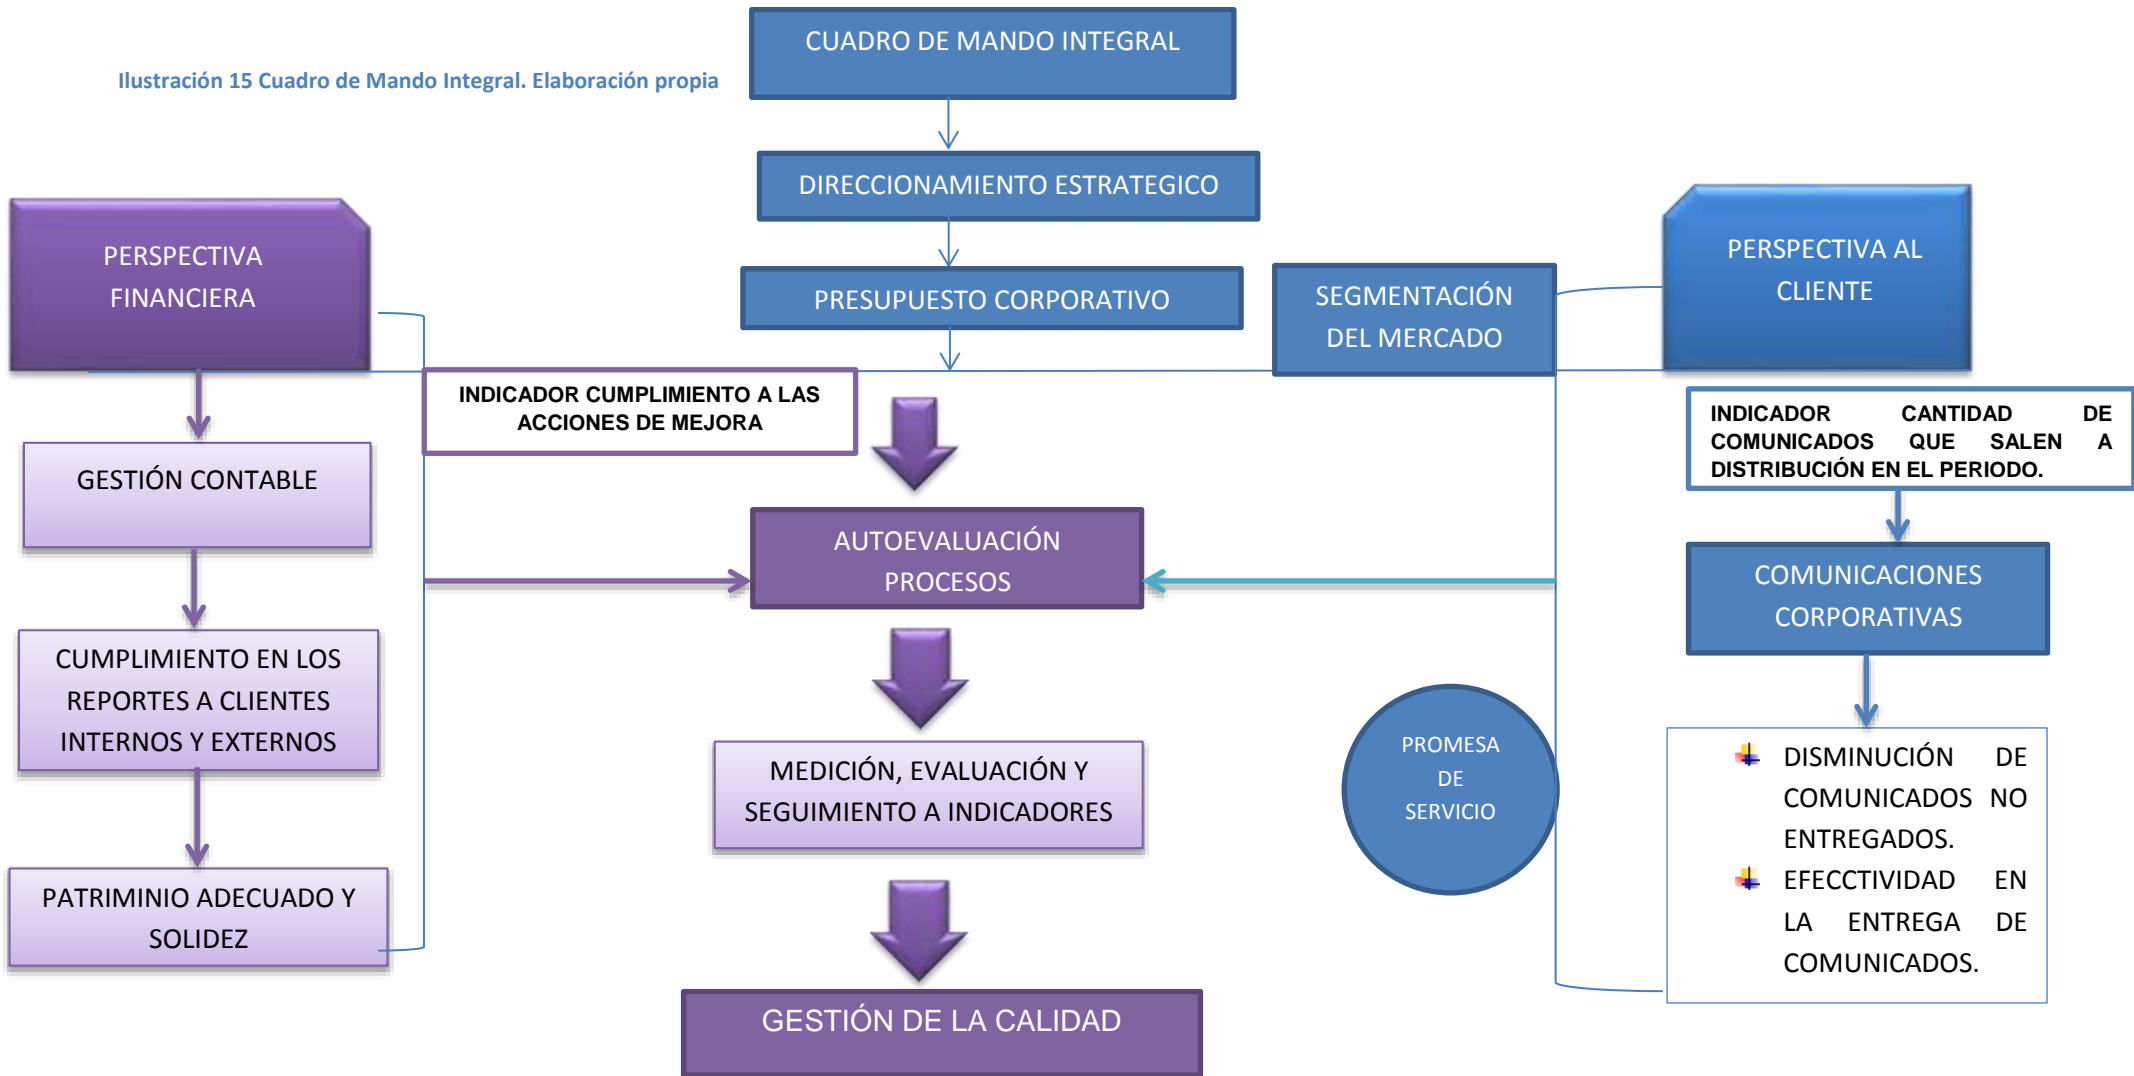 CUADRO DE MANDO INTEGRAL
Ilustración 15 Cuadro de Mando Integral. Elaboración propia
DIRECCIONAMIENTO ESTRATEGICO
PRESUPUESTO CORPORATIVO
PERSPECTIVA
FINANCIERA
GESTIÓN CONTABLE
CUMPLIMIENTO EN LOS
REPORTES A CLIENTES
INTERNOS Y EXTERNOS
PATRIMINIO ADECUADO Y
SOLIDEZ
INDICADOR CUMPLIMIENTO A LAS
ACCIONES DE MEJORA
AUTOEVALUACIÓN
PROCESOS
MEDICIÓN, EVALUACIÓN Y
SEGUIMIENTO A INDICADORES
GESTIÓN DE LA CALIDAD
SEGMENTACIÓN
DEL MERCADO
PROMESA
DE
SERVICIO
PERSPECTIVA AL
CLIENTE
INDICADOR CANTIDAD DE
COMUNICADOS QUE SALEN A
DISTRIBUCIÓN EN EL PERIODO.
COMUNICACIONES
CORPORATIVAS
DISMINUCIÓN DE
COMUNICADOS NO
ENTREGADOS.
EFECCTIVIDAD EN
LA ENTREGA DE
COMUNICADOS.